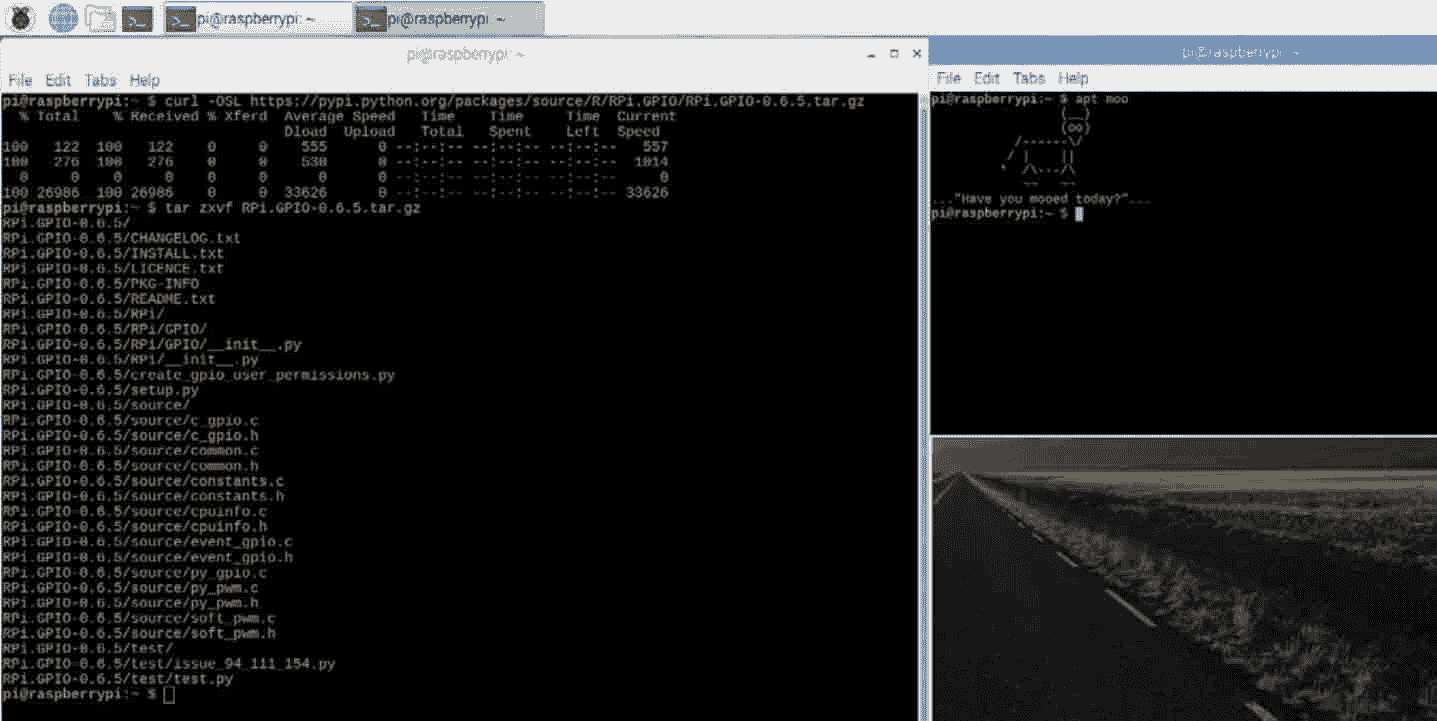 pi@raspberrypi: ~
pi@raspberrypi: ~
pi@raspberrypi: ~
File Edit Tabs Help
pi@raspberrypi:~ $ curl -OSL https://pypi.python.org/packages/source/R/RPi.GPIO/RPi.GPIO-0.6.5.tar.gz
% Total % Received % Xferd Average Speed Time Time Time Current
Dload Upload Total Spent Left Speed
100 122 100 122 0 0 555 0 --:--:-- --:--:-- --:--:-- 557
100 276 100 276 0 0 530 0 --:--:-- --:--:-- --:--:-- 1014
0 0 0 0 0 0 0 0 --:--:-- --:--:-- --:--:-- 0
100 26986 100 26986 0 0 33626 0 --:--:-- --:--:-- --:--:-- 33626
pi@raspberrypi:~ $ tar zxvf RPi.GPIO-0.6.5.tar.gz
RPi.GPIO-0.6.5/
RPi.GPIO-0.6.5/CHANGELOG.txt
RPi.GPIO-0.6.5/INSTALL.txt
RPi.GPIO-0.6.5/LICENCE.txt
RPi.GPIO-0.6.5/PKG-INFO
RPi.GPIO-0.6.5/README.txt
RPi.GPIO-0.6.5/RPi/
RPi.GPIO-0.6.5/RPi/GPIO/
RPi.GPIO-0.6.5/RPi/GPIO/__init__.py
RPi.GPIO-0.6.5/RPi/__init__.py
RPi.GPIO-0.6.5/create_gpio_user_permissions.py
RPi.GPIO-0.6.5/setup.py
RPi.GPIO-0.6.5/source/
RPi.GPIO-0.6.5/source/c_gpio.c
RPi.GPIO-0.6.5/source/c_gpio.h
RPi.GPIO-0.6.5/source/common.c
RPi.GPIO-0.6.5/source/common.h
RPi.GPIO-0.6.5/source/constants.c
RPi.GPIO-0.6.5/source/constants.h
RPi.GPIO-0.6.5/source/cpuinfo.c
RPi.GPIO-0.6.5/source/cpuinfo.h
RPi.GPIO-0.6.5/source/event_gpio.c
RPi.GPIO-0.6.5/source/event_gpio.h
RPi.GPIO-0.6.5/source/py_gpio.c
RPi.GPIO-0.6.5/source/py_pwm.c
RPi.GPIO-0.6.5/source/py_pwm.h
RPi.GPIO-0.6.5/source/soft_pwm.c
RPi.GPIO-0.6.5/source/soft_pwm.h
RPi.GPIO-0.6.5/test/
RPi.GPIO-0.6.5/test/issue_94_111_154.py
RPi.GPIO-0.6.5/test/test.py
pi@raspberrypi:~ $
pi@raspberrypi: ~
File Edit Tabs Help
pi@raspberrypi:~ $ apt moo
(__)
(oo)
/------\/
/ | ||
* /\---/\
~~ ~~
..."Have you mooed today?"...
pi@raspberrypi:~ $